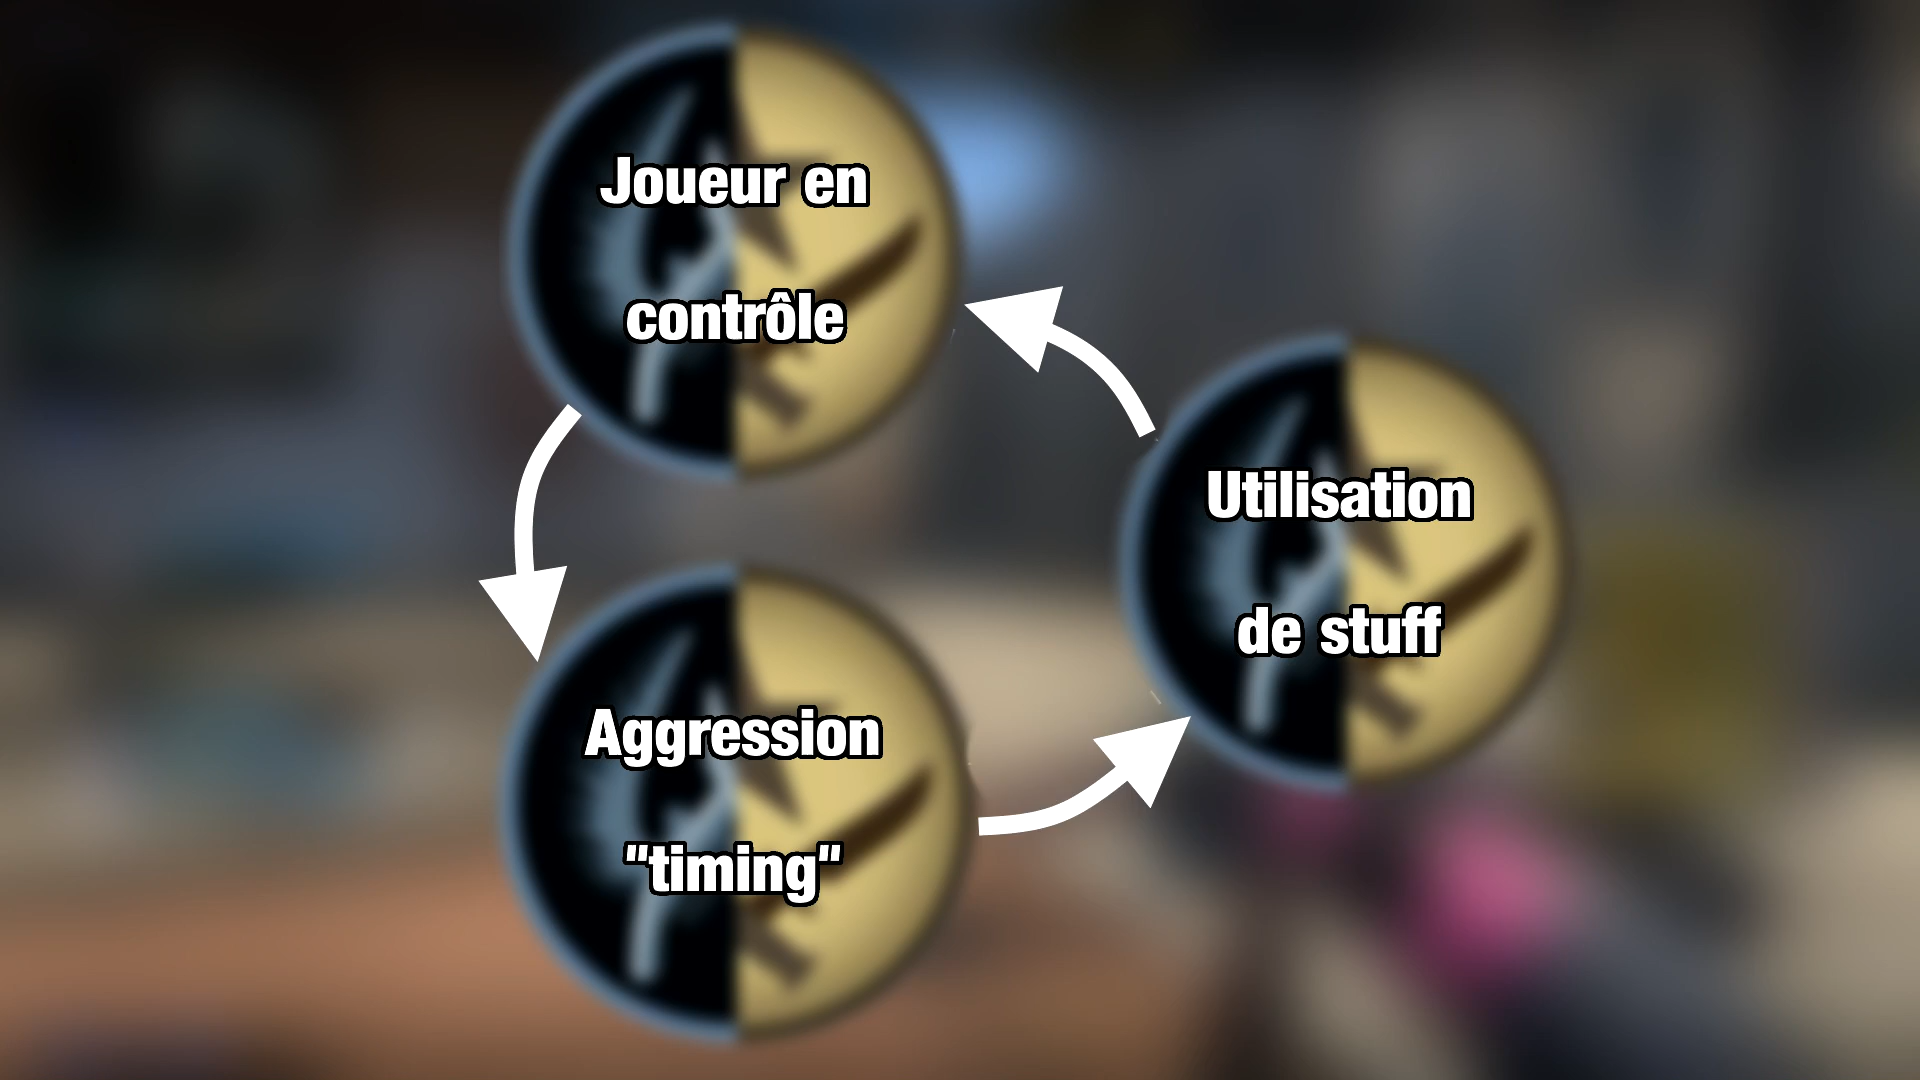 Joueur en
contrôle
Utilisation
de stuff
Aggression
"timing"